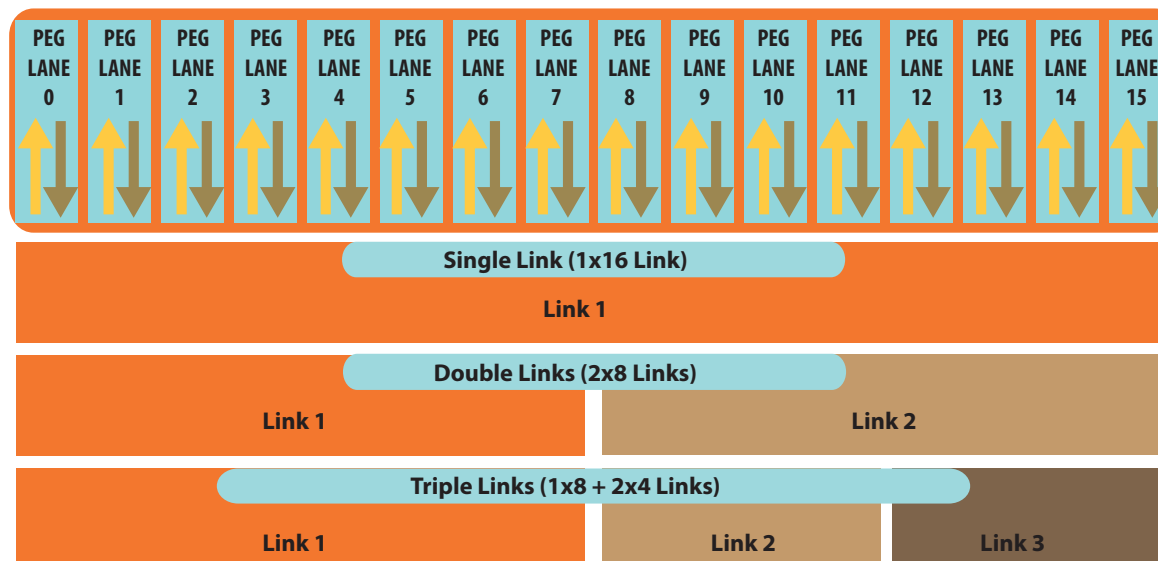 PEG PEG PEG PEG PEG PEG PEG PEG PEG PEG PEG PEG PEG PEG PEG PEG
LANE LANE LANE LANE LANE LANE LANE LANE LANE LANE LANE LANE LANE LANE LANE LANE
0 1 2 3 4 5 6 7 8 9 10 11 12 13 14 15
Single Link (1x16 Link)
Link 1
Double Links (2x8 Links)
Link 1 Link 2
Triple Links (1x8 + 2x4 Links)
Link 1 Link 2 Link 3